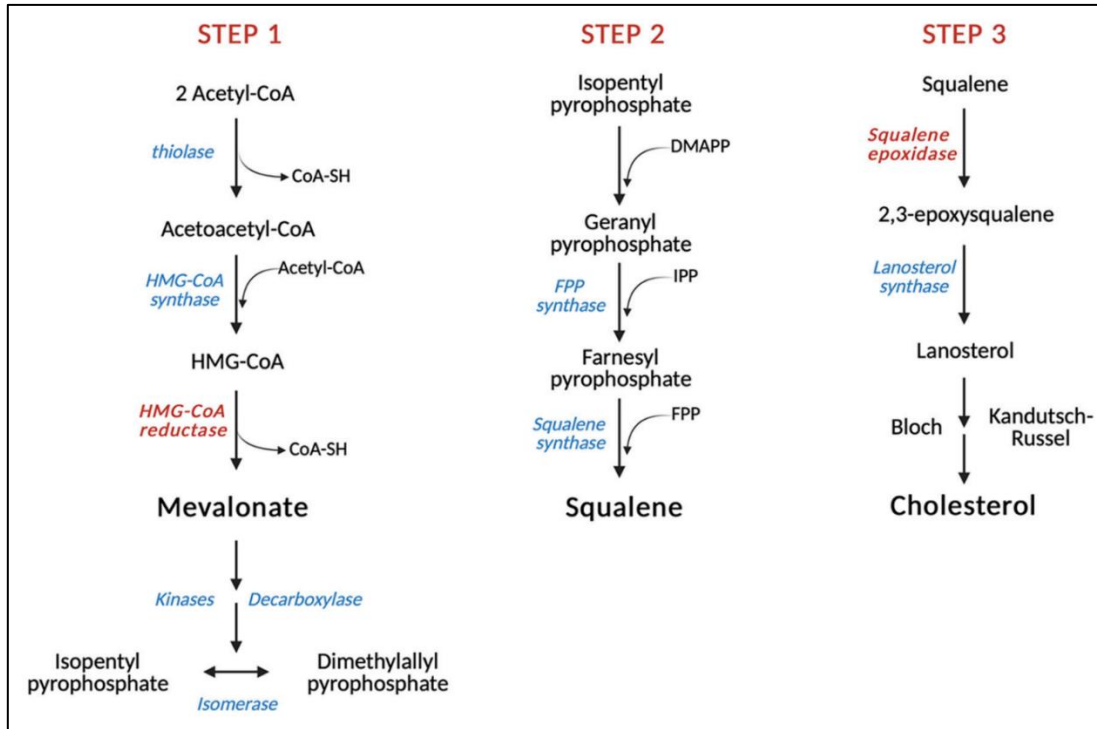 STEP 1
2 Acetyl-CoA
thiolase
CoA-SH
Acetoacetyl-CoA
HMG-CoA
synthase
Acetyl-CoA
HMG-CoA
HMG-CoA
reductase
CoA-SH
Mevalonate
Kinases
Decarboxylase
Isopentyl
pyrophosphate
Isomerase
Dimethylallyl
pyrophosphate
STEP 2
Isopentyl
pyrophosphate
DMAPP
Geranyl
pyrophosphate
FPP
synthase
IPP
Farnesyl
pyrophosphate
Squalene
synthase
FPP
Squalene
STEP 3
Squalene
Squalene
epoxidase
2,3-epoxysqualene
Lanosterol
synthase
Lanosterol
Bloch
Kandutsch-
Russel
Cholesterol